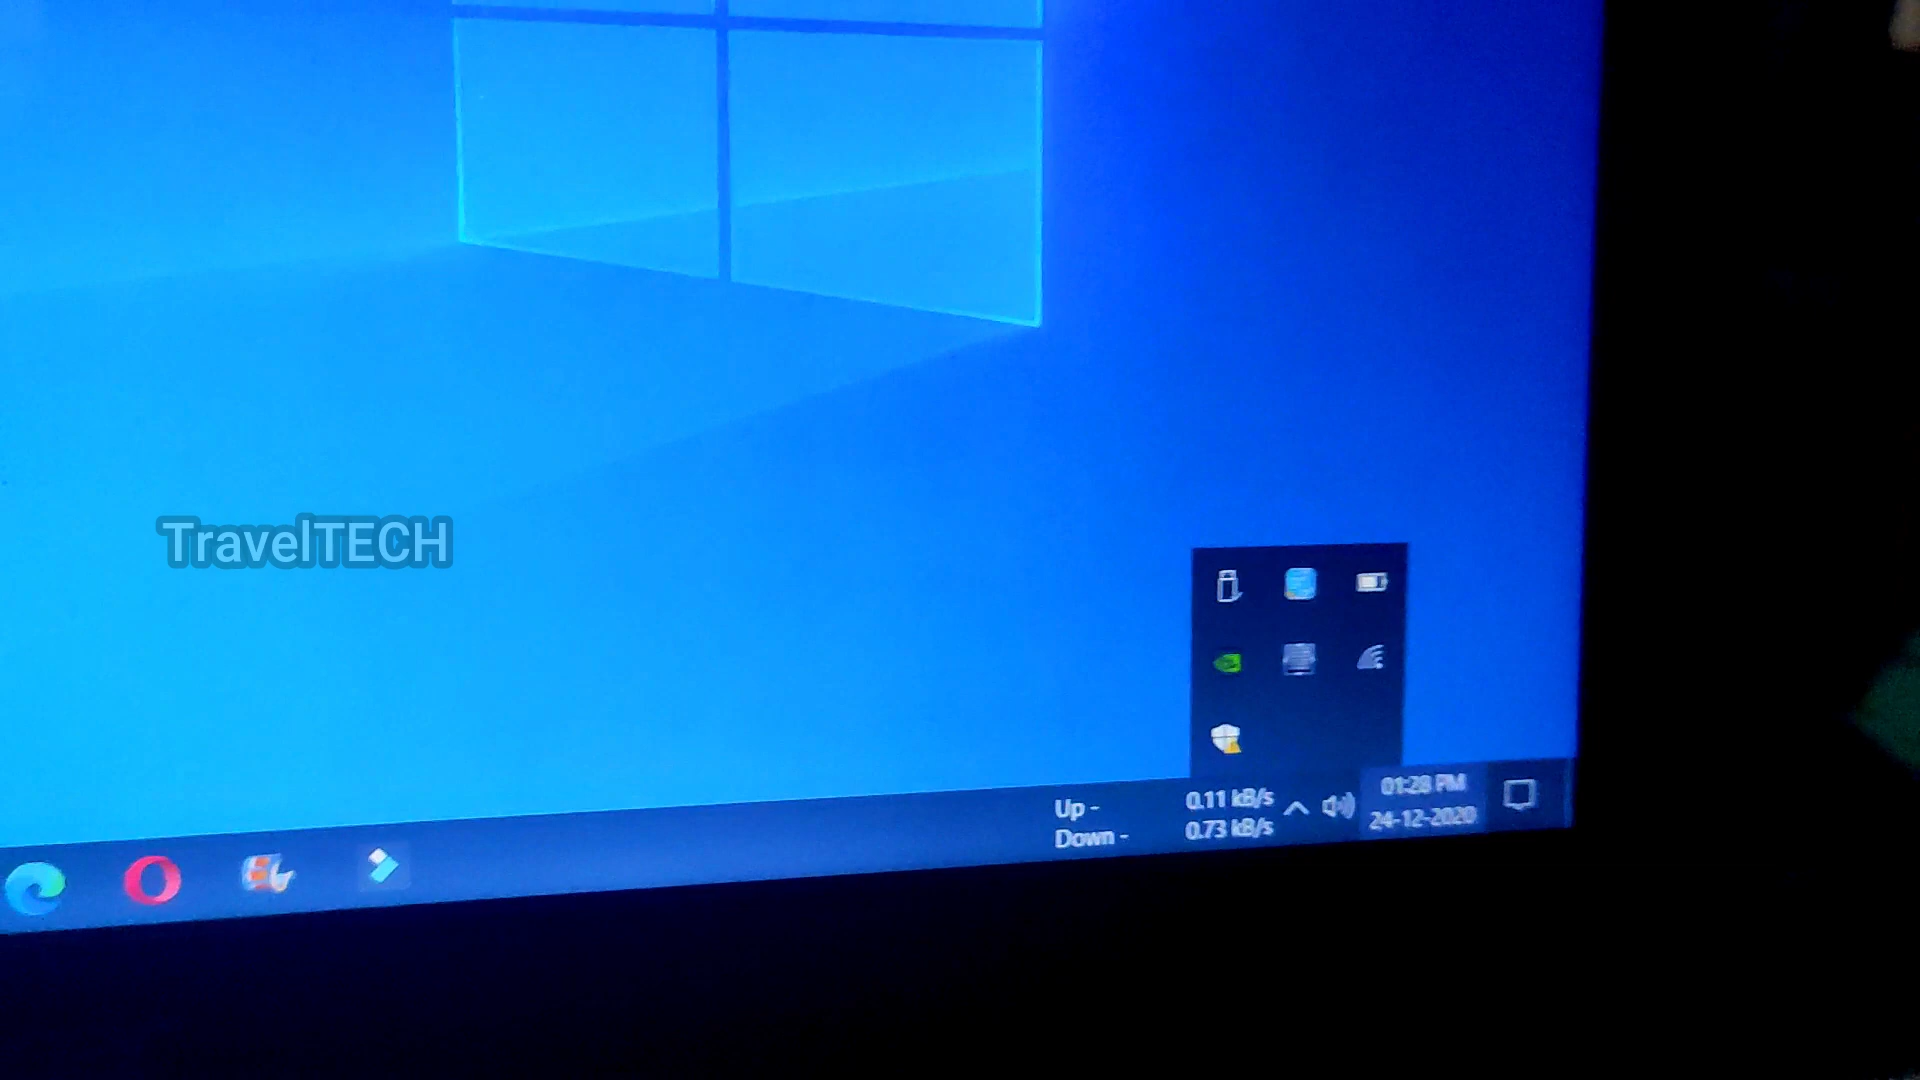 TravelTECH
Up - 0.11 kB/s
Down - 0.73 kB/s
01:28 PM
24-12-2020